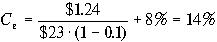 C_e = $1.24 / ($23 · (1 − 0.1)) + 8% = 14%